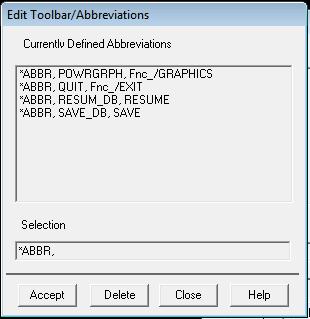 Edit Toolbar/Abbreviations
Currently Defined Abbreviations
*ABBR, POWRGRPH, Fnc_/GRAPHICS
*ABBR, QUIT, Fnc_/EXIT
*ABBR, RESUM_DB, RESUME
*ABBR, SAVE_DB, SAVE
Selection
*ABBR,
Accept Delete Close Help